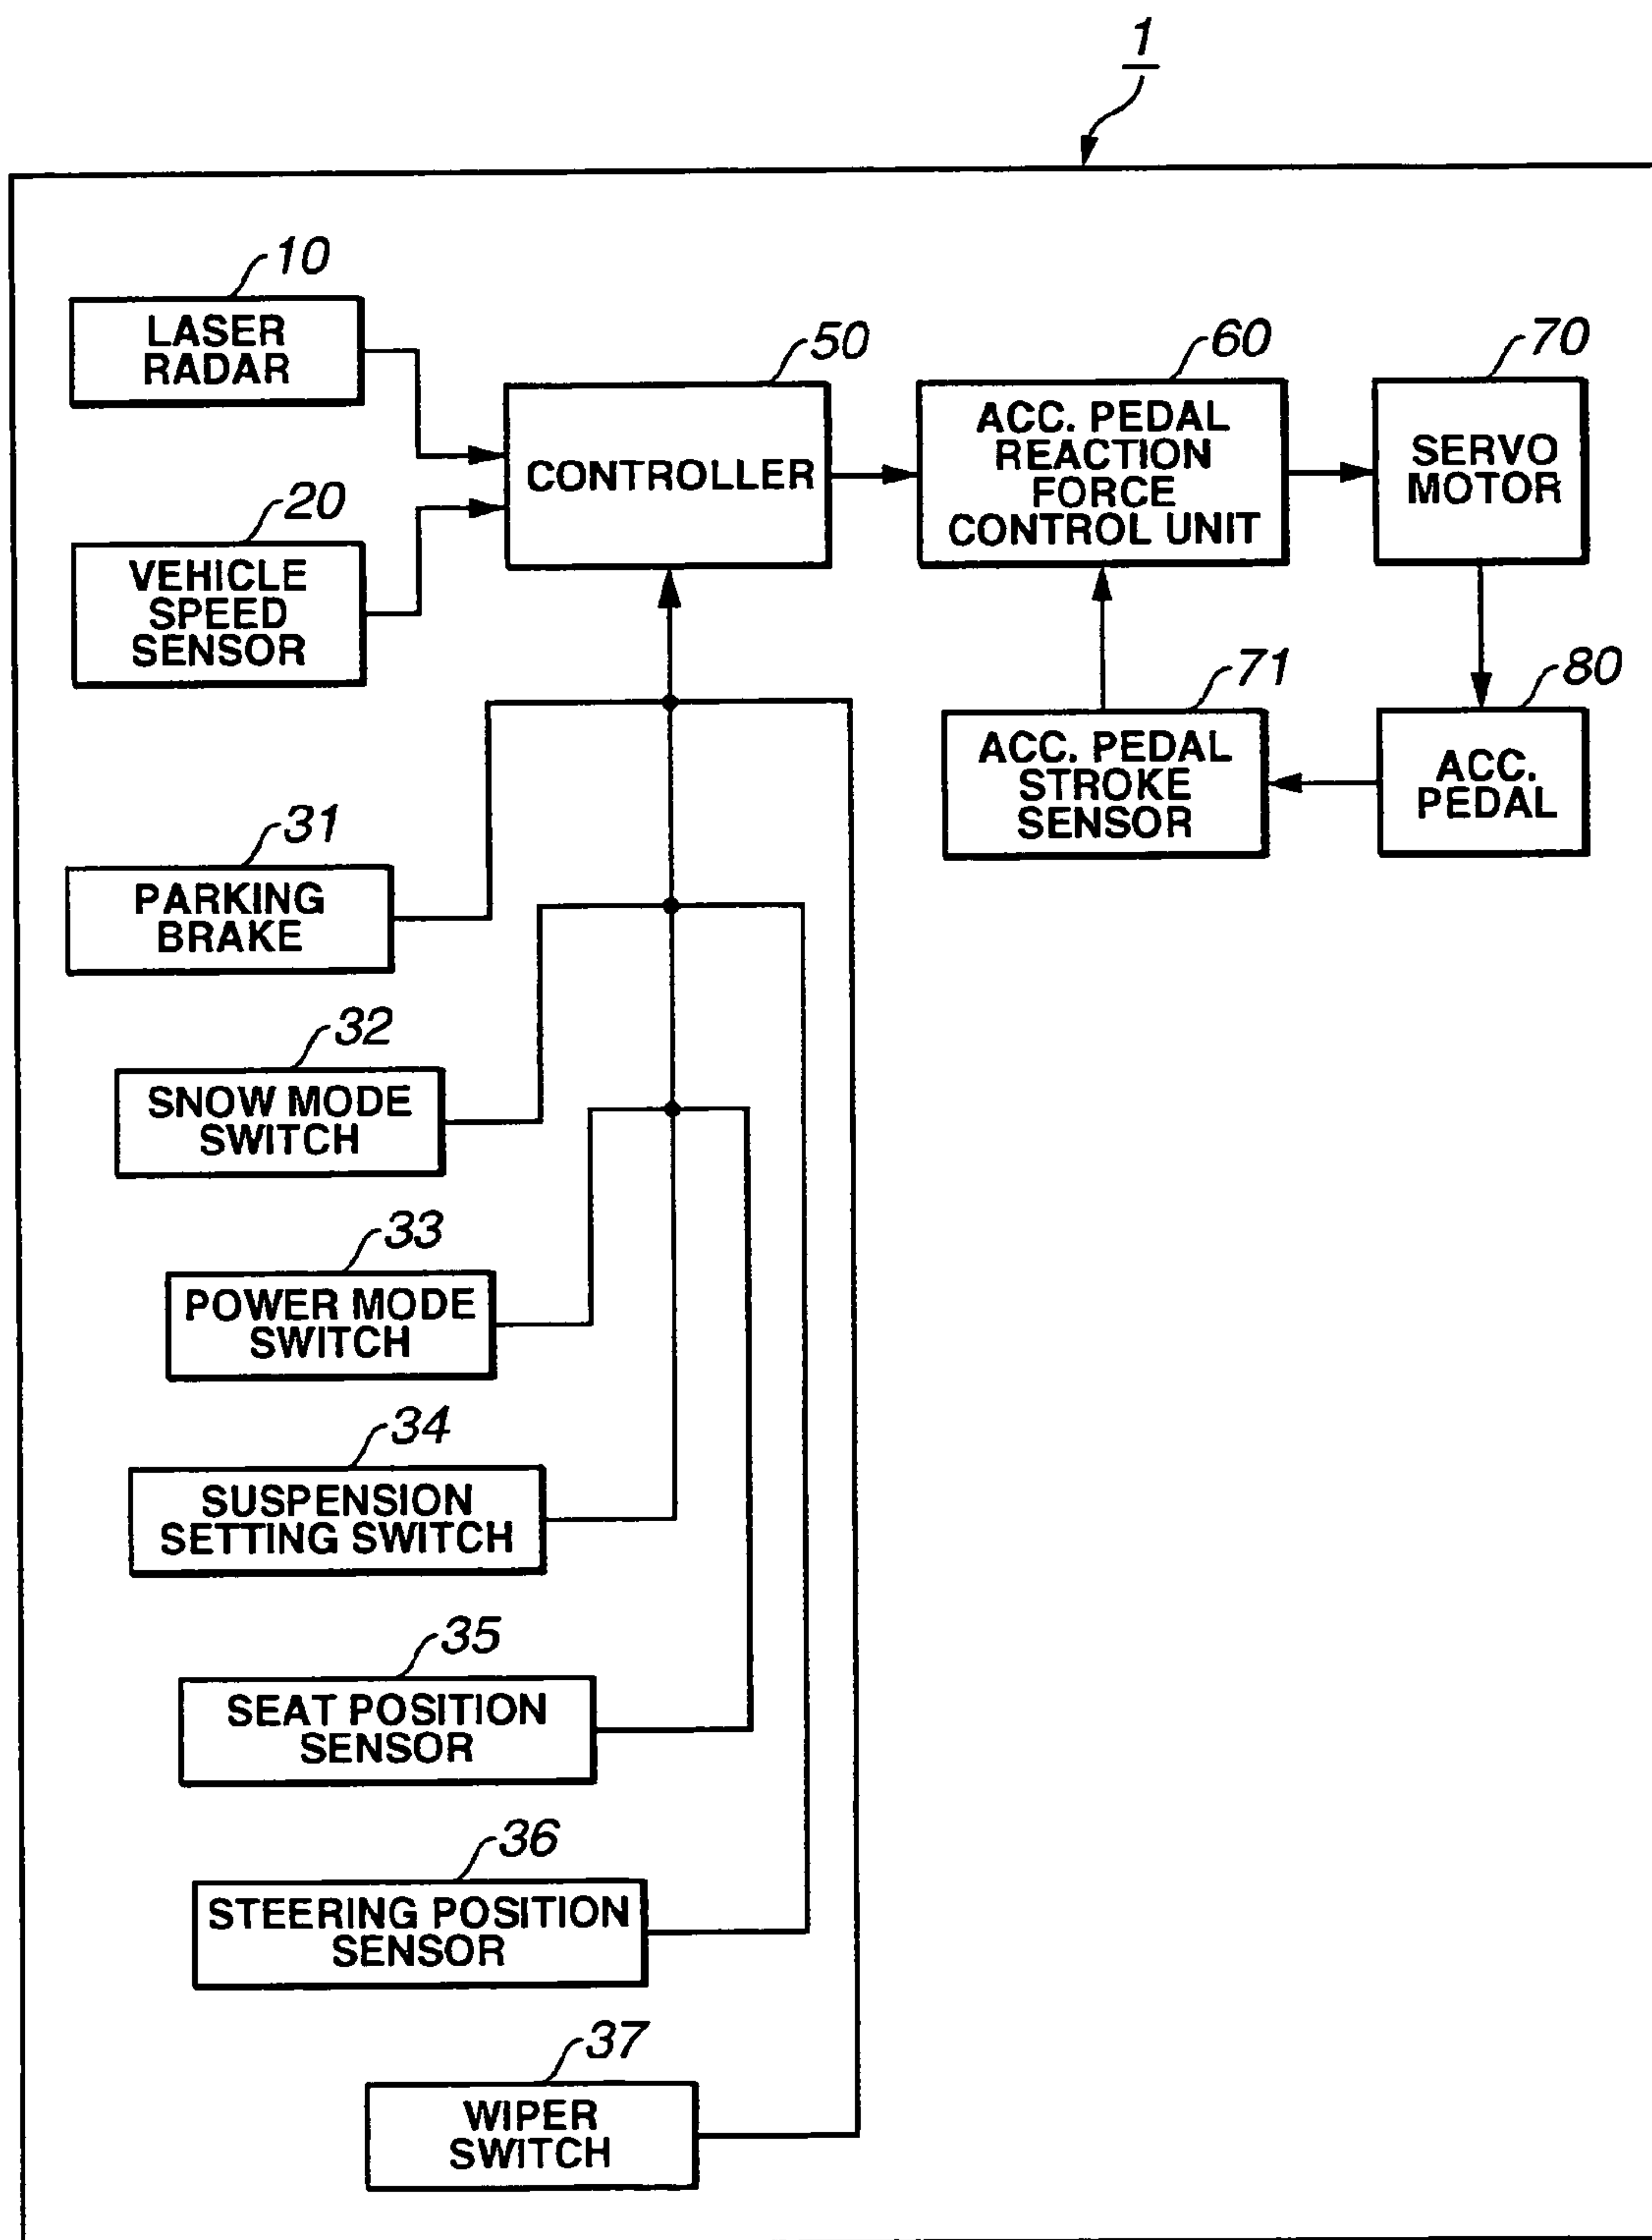 1
10
LASER
RADAR
50
CONTROLLER
60
ACC. PEDAL
REACTION
FORCE
CONTROL UNIT
70
SERVO
MOTOR
20
VEHICLE
SPEED
SENSOR
71
ACC. PEDAL
STROKE
SENSOR
80
ACC.
PEDAL
31
PARKING
BRAKE
32
SNOW MODE
SWITCH
33
POWER MODE
SWITCH
34
SUSPENSION
SETTING SWITCH
35
SEAT POSITION
SENSOR
36
STEERING POSITION
SENSOR
37
WIPER
SWITCH